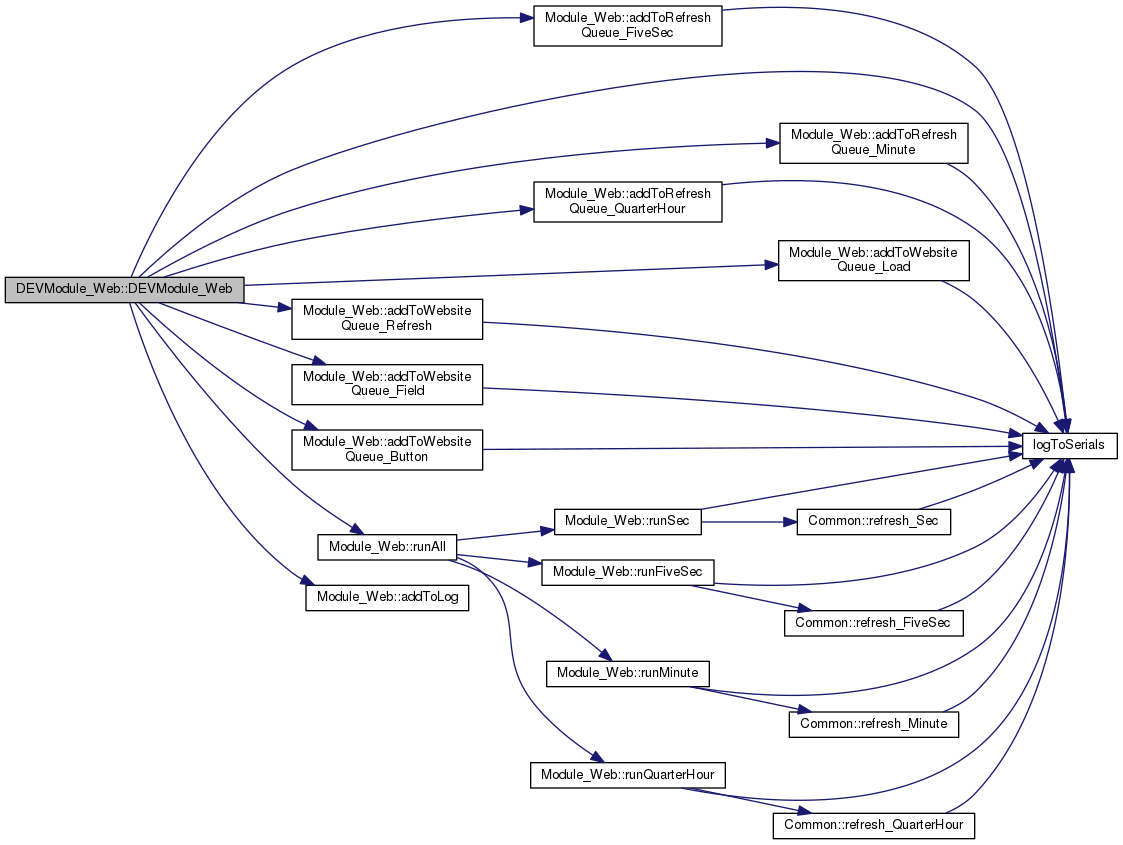 Module_Web::addToRefresh
Queue_FiveSec
Module_Web::addToRefresh
Queue_Minute
Module_Web::addToRefresh
Queue_QuarterHour
Module_Web::addToWebsite
Queue_Load
DEVModule_Web::DEVModule_Web
Module_Web::addToWebsite
Queue_Refresh
Module_Web::addToWebsite
Queue_Field
Module_Web::addToWebsite
Queue_Button
logToSerials
Module_Web::runSec
Common::refresh_Sec
Module_Web::runAll
Module_Web::runFiveSec
Module_Web::addToLog
Common::refresh_FiveSec
Module_Web::runMinute
Common::refresh_Minute
Module_Web::runQuarterHour
Common::refresh_QuarterHour